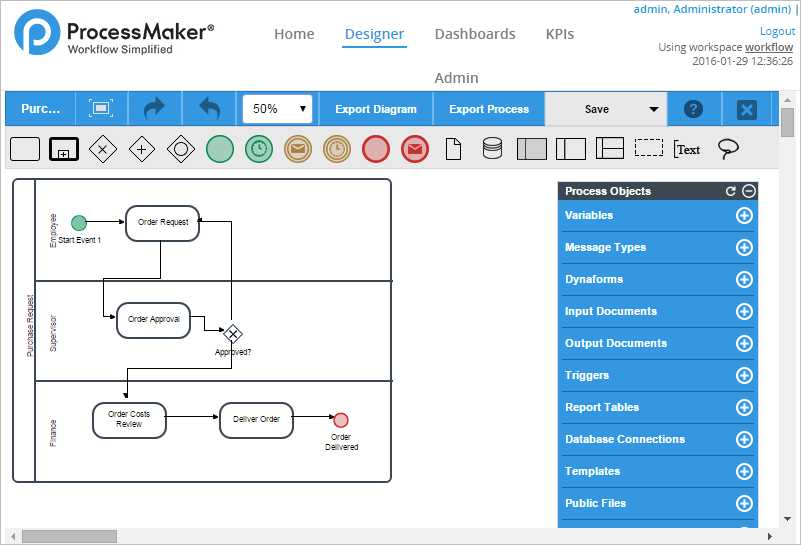 admin, Administrator (admin) |
ProcessMaker®
Workflow Simplified
Home Designer Dashboards KPIs
Admin
Logout
Using workspace workflow
2016-01-29 12:36:26
Purc... 50% Export Diagram Export Process Save ?
Text
Purchase Request
Employee
Start Event 1
Order Request
Supervisor
Order Approval
Approved?
Finance
Order Costs
Review
Deliver Order
Order
Delivered
Process Objects
Variables
Message Types
Dynaforms
Input Documents
Output Documents
Triggers
Report Tables
Database Connections
Templates
Public Files